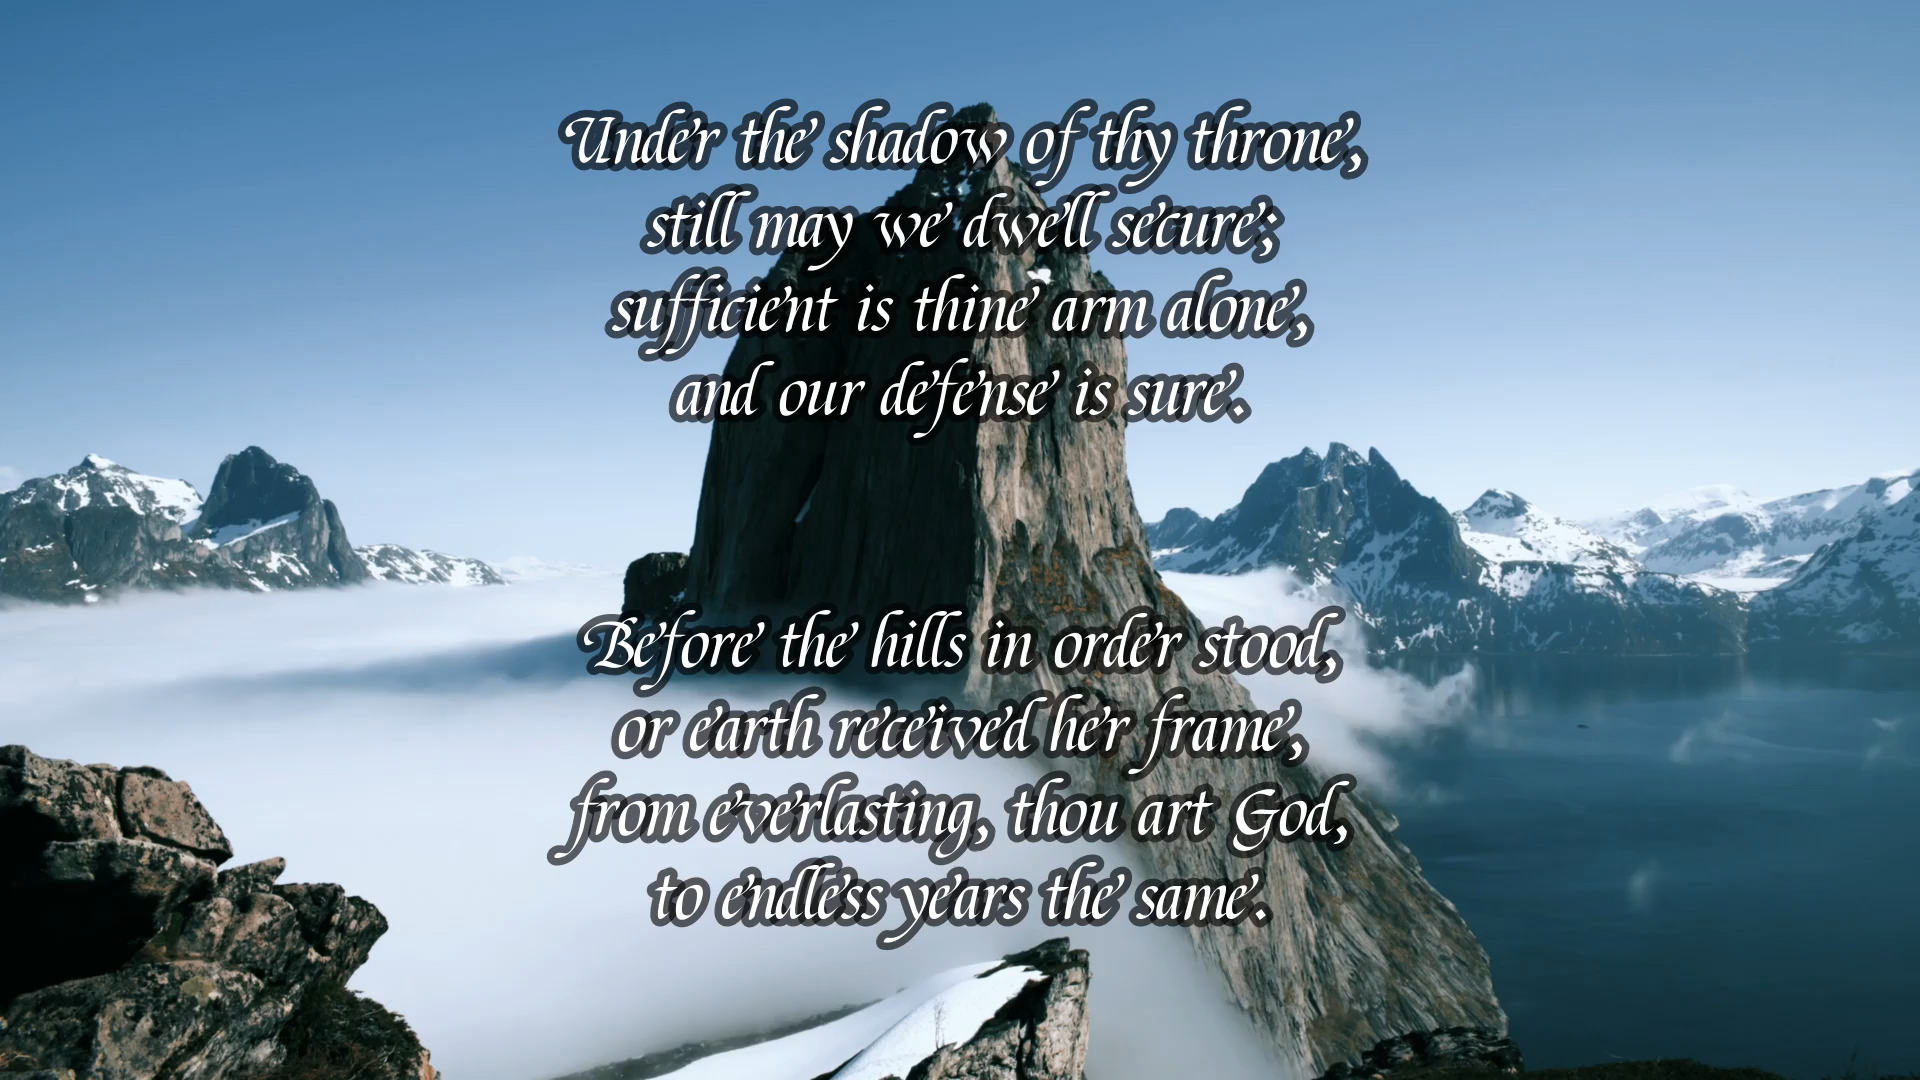 Under the shadow of thy throne,
still may we dwell secure;
sufficient is thine arm alone,
and our defense is sure.
Before the hills in order stood,
or earth received her frame,
from everlasting, thou art God,
to endless years the same.